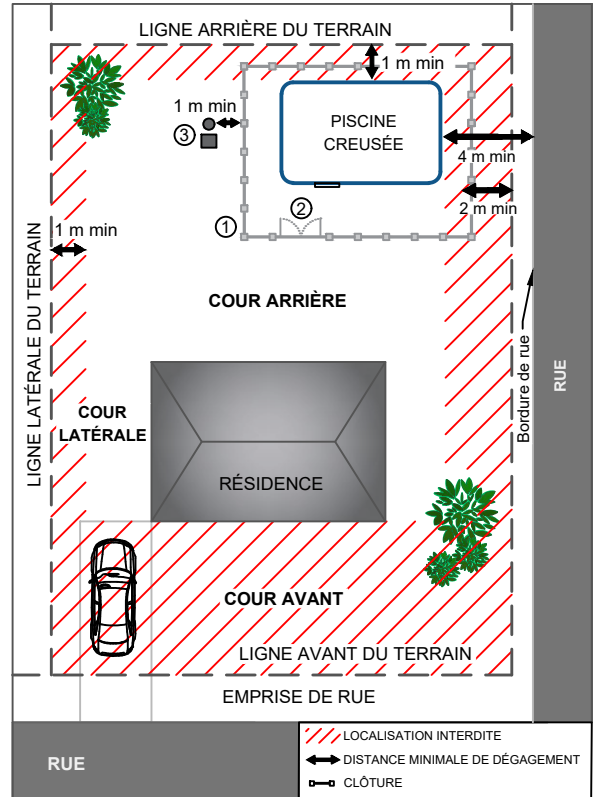 LIGNE ARRIÈRE DU TERRAIN
1 m min
1 m min
PISCINE
CREUSÉE
3
4 m min
2 m min
2
1
1 m min
COUR ARRIÈRE
LIGNE LATÉRALE DU TERRAIN
Bordure de rue
RUE
COUR
LATÉRALE
RÉSIDENCE
COUR AVANT
LIGNE AVANT DU TERRAIN
EMPRISE DE RUE
RUE
LOCALISATION INTERDITE
DISTANCE MINIMALE DE DÉGAGEMENT
CLÔTURE